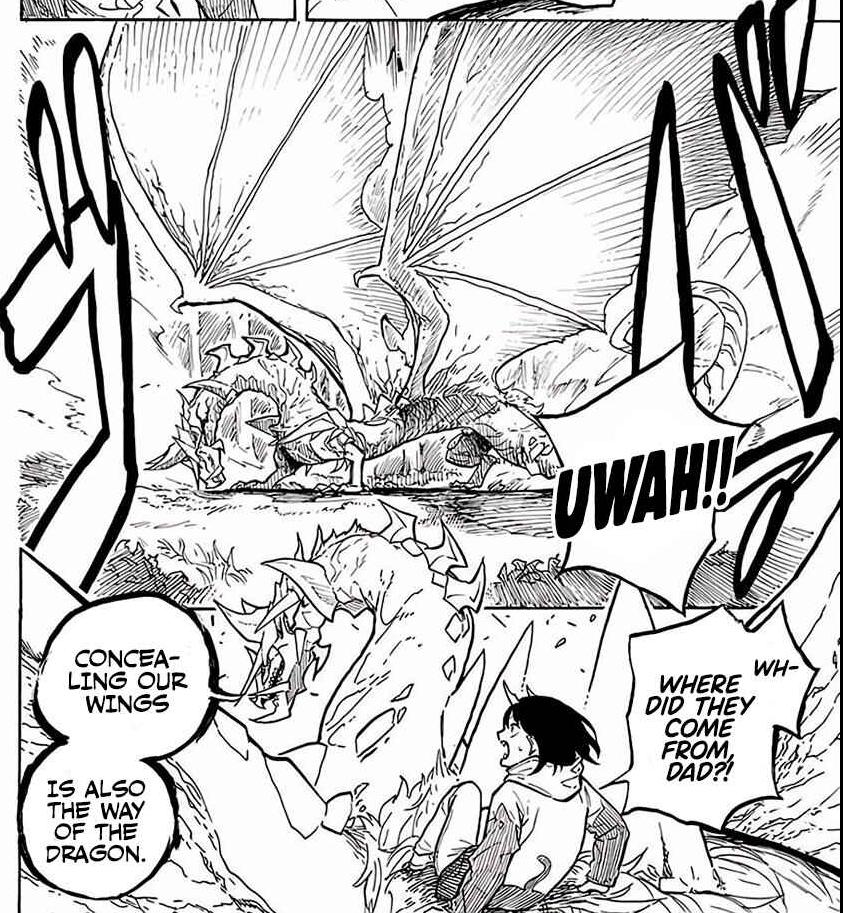 UWAH!!
WH-
WHERE
DID THEY
COME
FROM,
DAD?!
CONCEA-
LING OUR
WINGS
IS ALSO
THE WAY
OF THE
DRAGON.